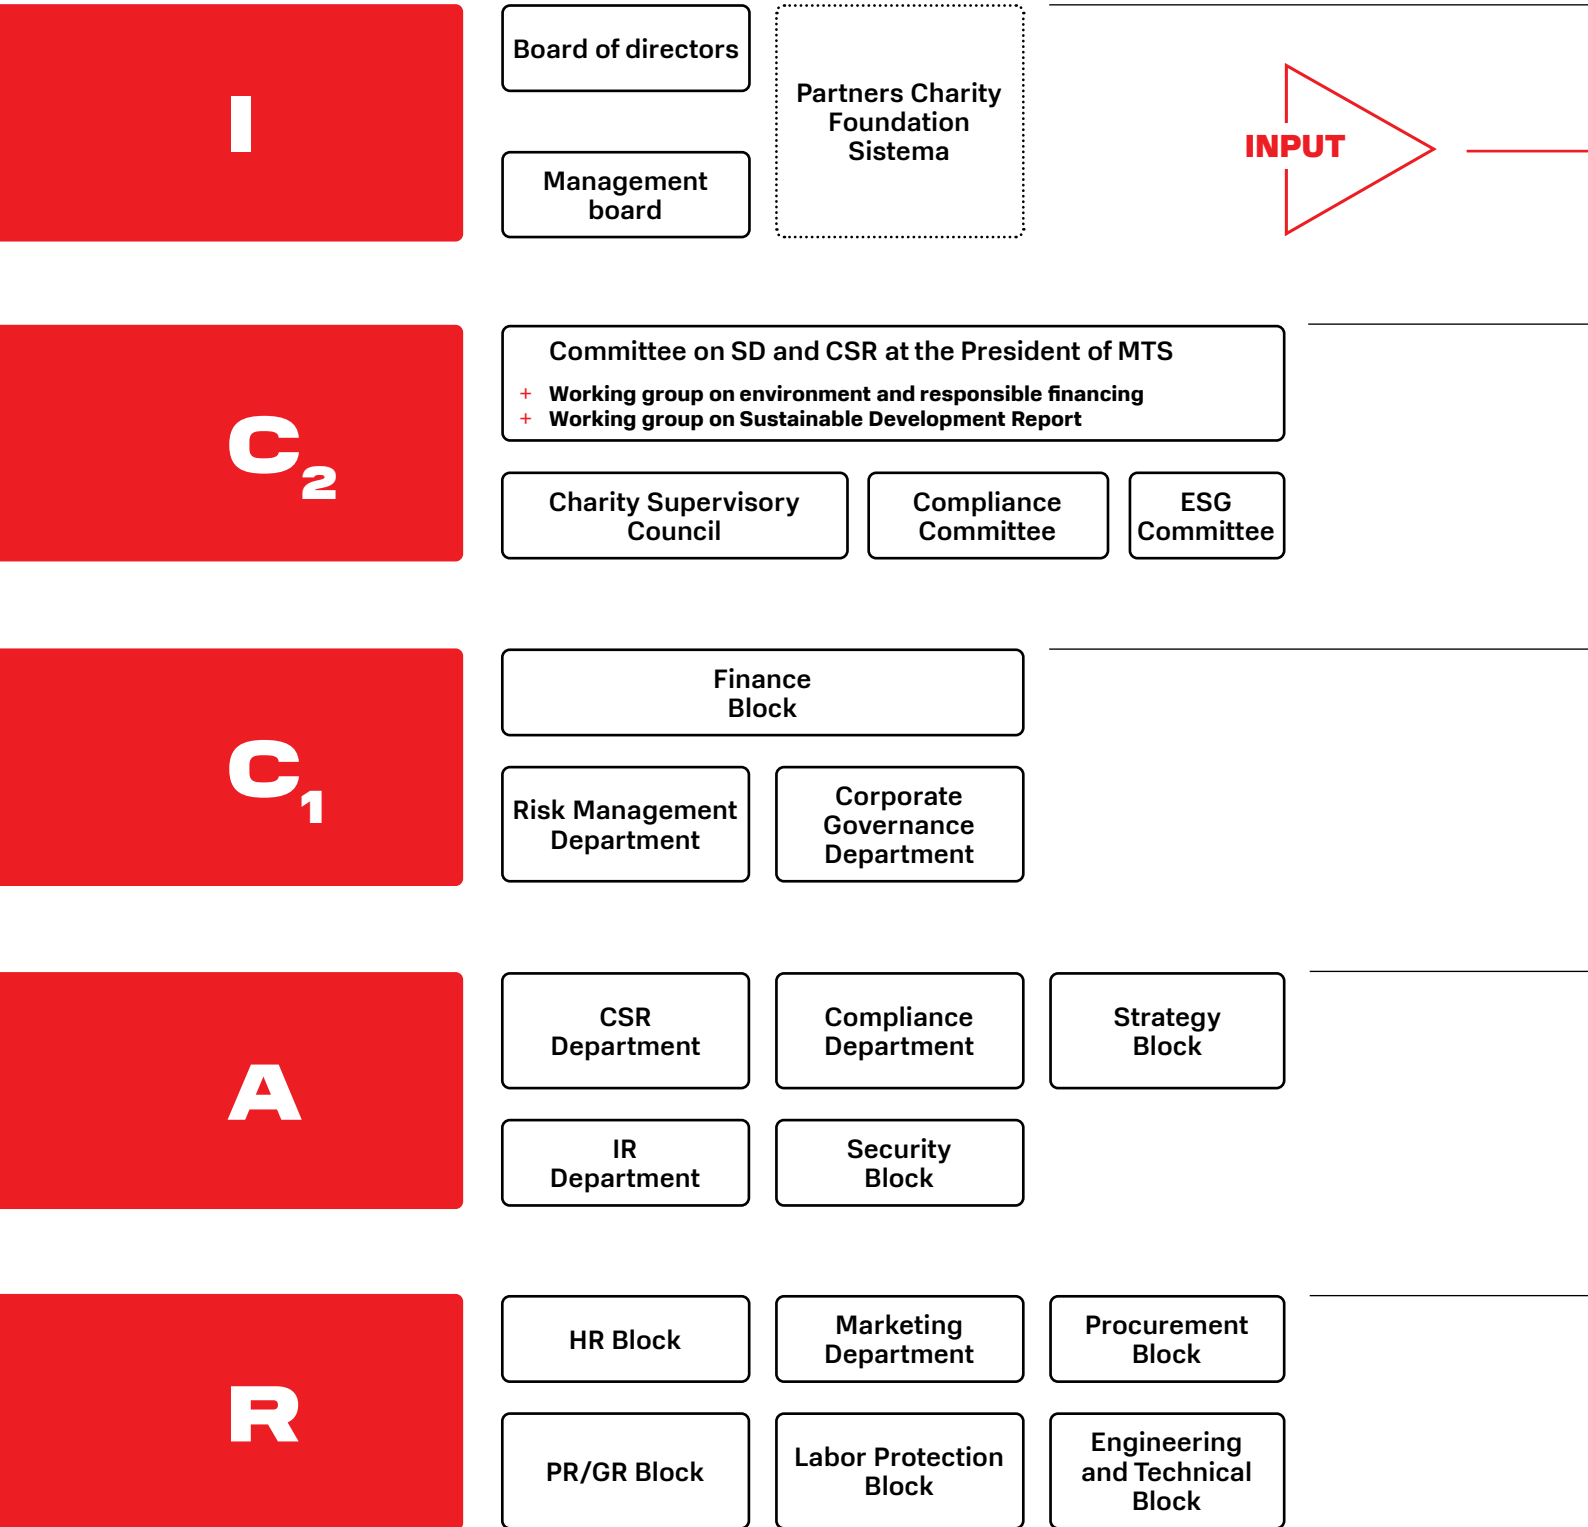 I
Board of directors
Management
board
Partners Charity
Foundation
Sistema
INPUT
C2
Committee on SD and CSR at the President of MTS
+ Working group on environment and responsible financing
+ Working group on Sustainable Development Report
Charity Supervisory
Council
Compliance
Committee
ESG
Committee
C1
Finance
Block
Risk Management
Department
Corporate
Governance
Department
A
CSR
Department
Compliance
Department
Strategy
Block
IR
Department
Security
Block
R
HR Block
Marketing
Department
Procurement
Block
PR/GR Block
Labor Protection
Block
Engineering
and Technical
Block